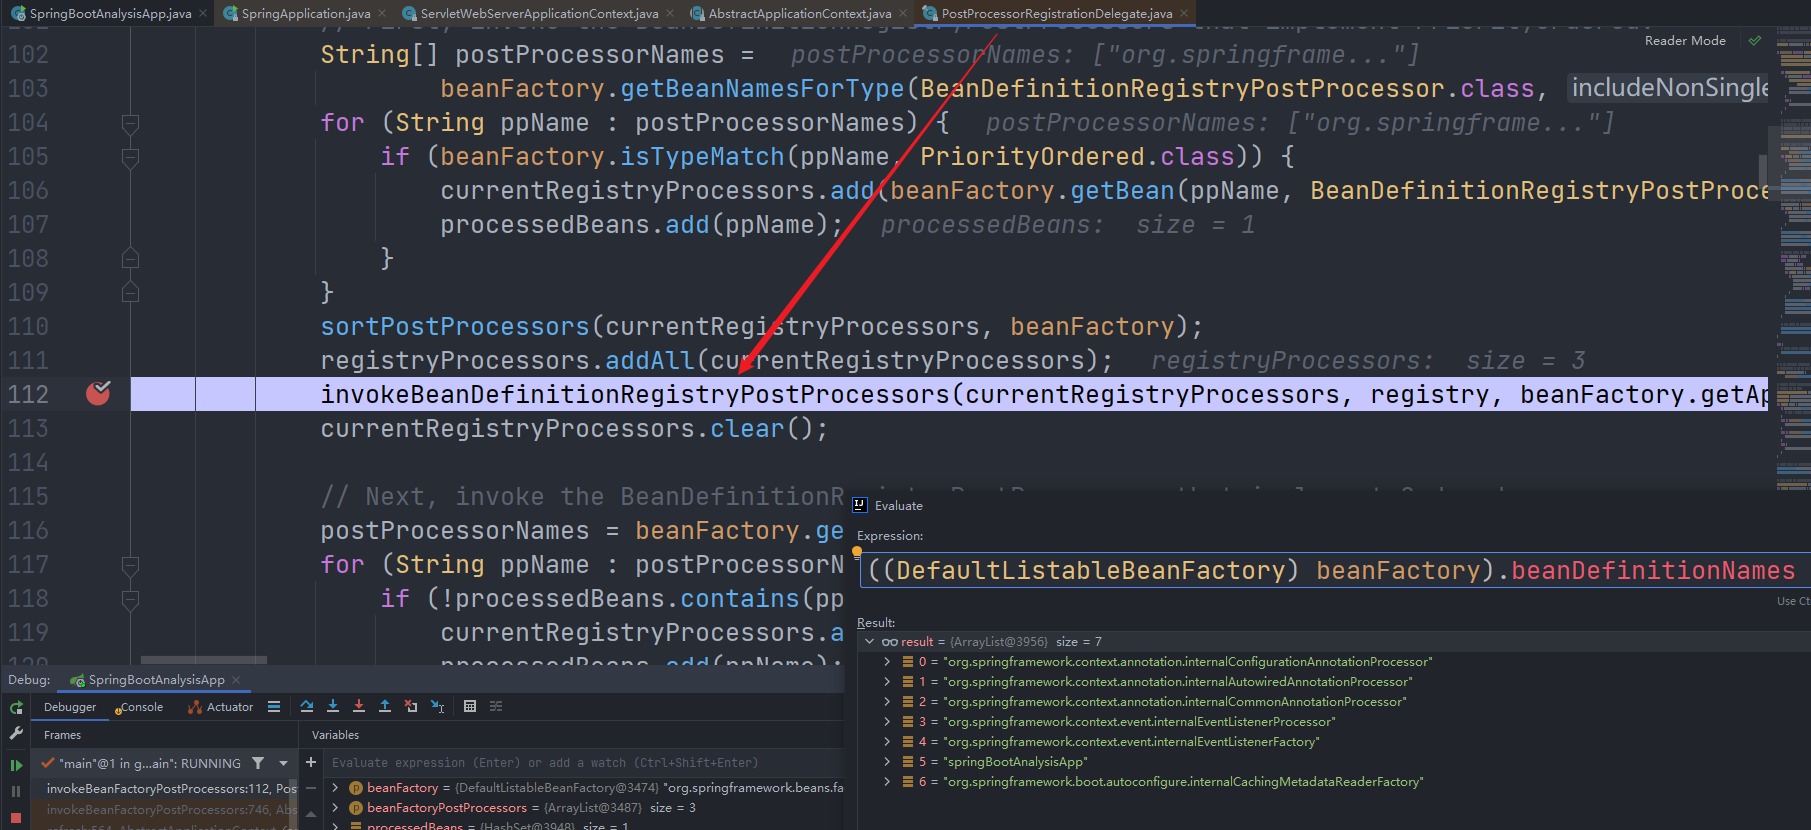 SpringBootAnalysisApp.java SpringApplication.java ServletWebServerApplicationContext.java AbstractApplicationContext.java PostProcessorRegistrationDelegate.java
Reader Mode
102 String[] postProcessorNames = postProcessorNames: ["org.springframe..."]
103 beanFactory.getBeanNamesForType(BeanDefinitionRegistryPostProcessor.class, includeNonSingle
104 for (String ppName : postProcessorNames) { postProcessorNames: ["org.springframe..."]
105 if (beanFactory.isTypeMatch(ppName, PriorityOrdered.class)) {
106 currentRegistryProcessors.add(beanFactory.getBean(ppName, BeanDefinitionRegistryPostProce
107 processedBeans.add(ppName); processedBeans: size = 1
108 }
109 }
110 sortPostProcessors(currentRegistryProcessors, beanFactory);
111 registryProcessors.addAll(currentRegistryProcessors); registryProcessors: size = 3
112 invokeBeanDefinitionRegistryPostProcessors(currentRegistryProcessors, registry, beanFactory.getAp
113 currentRegistryProcessors.clear();
114
115 // Next, invoke the BeanDefinitionR
116 postProcessorNames = beanFactory.ge
117 for (String ppName : postProcessorN
118 if (!processedBeans.contains(pp
119 currentRegistryProcessors.a
Evaluate
Expression:
((DefaultListableBeanFactory) beanFactory).beanDefinitionNames
Use Ct
Result:
result = {ArrayList@3956} size = 7
0 = "org.springframework.context.annotation.internalConfigurationAnnotationProcessor"
1 = "org.springframework.context.annotation.internalAutowiredAnnotationProcessor"
2 = "org.springframework.context.annotation.internalCommonAnnotationProcessor"
3 = "org.springframework.context.event.internalEventListenerProcessor"
4 = "org.springframework.context.event.internalEventListenerFactory"
5 = "springBootAnalysisApp"
6 = "org.springframework.boot.autoconfigure.internalCachingMetadataReaderFactory"
Debug: SpringBootAnalysisApp
Debugger Console Actuator
Frames
Variables
"main"@1 in g...ain": RUNNING
Evaluate expression (Enter) or add a watch (Ctrl+Shift+Enter)
invokeBeanFactoryPostProcessors:112, Pos
beanFactory = {DefaultListableBeanFactory@3474} "org.springframework.beans.fa
invokeBeanFactoryPostProcessors:746, Abs
beanFactoryPostProcessors = {ArrayList@3487} size = 3
processedBeans = {HashSet@3948} size = 1